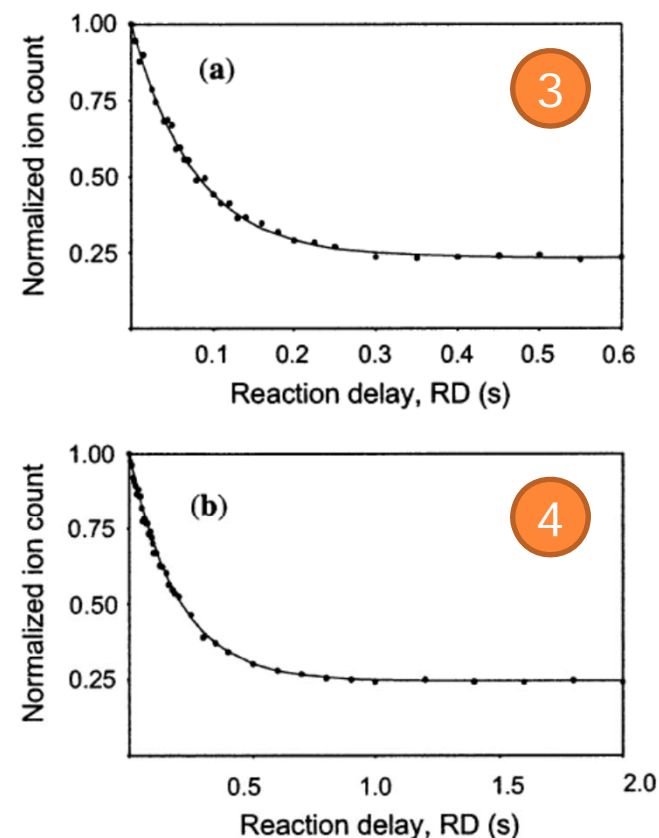 1.00
(a)
3
0.75
0.50
0.25
Normalized ion count
0.1 0.2 0.3 0.4 0.5 0.6
Reaction delay, RD (s)
1.00
(b)
4
0.75
0.50
0.25
Normalized ion count
0.5 1.0 1.5 2.0
Reaction delay, RD (s)